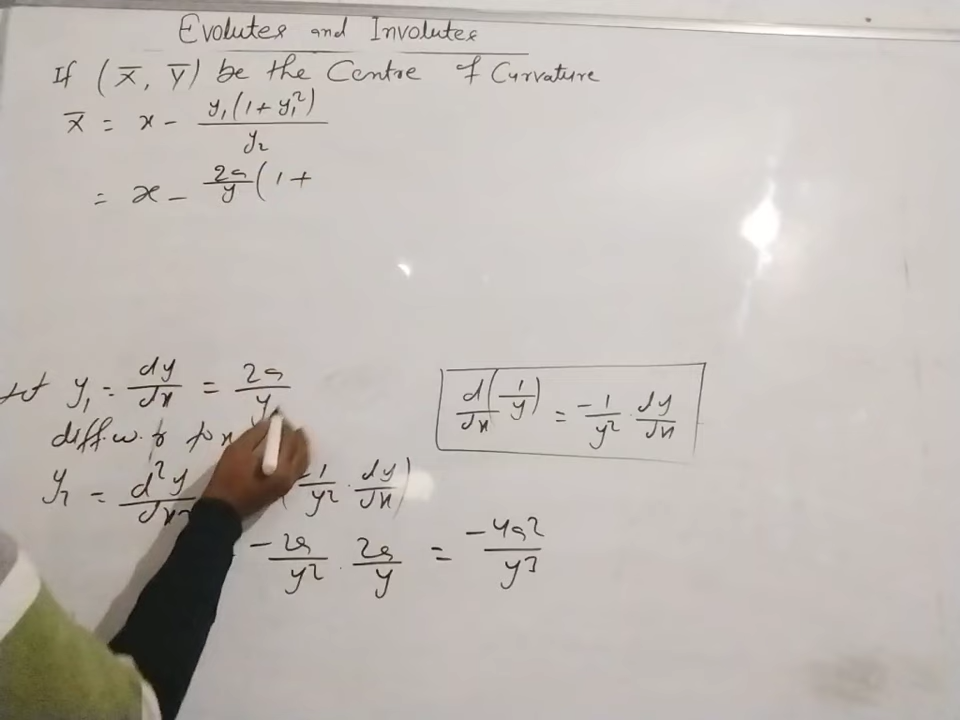 Evolutes and Involutes
If (x̅, y̅) be the Centre of Curvature
x̅ = x - y₁(1 + y₁²) / y₂
= x - 2a/y (1 +
y₁ = dy/dx = 2a/y
d/dx (1/y) = -1/y² · dy/dx
diff w. r to x
y₂ = d²y/dx² (-1/y² · dy/dx)
-2a/y² · 2a/y = -4a²/y³